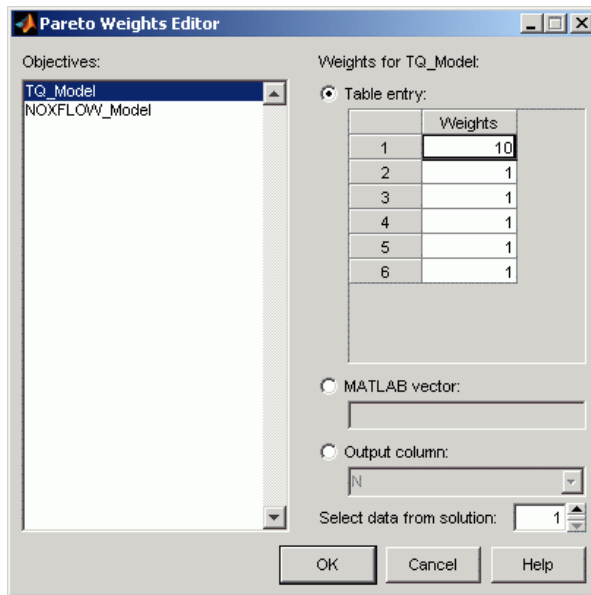 Pareto Weights Editor
Objectives:
TQ_Model
NOXFLOW_Model
Weights for TQ_Model:
Table entry:
Weights
1 10
2 1
3 1
4 1
5 1
6 1
MATLAB vector:
Output column:
N
Select data from solution: 1
OK Cancel Help